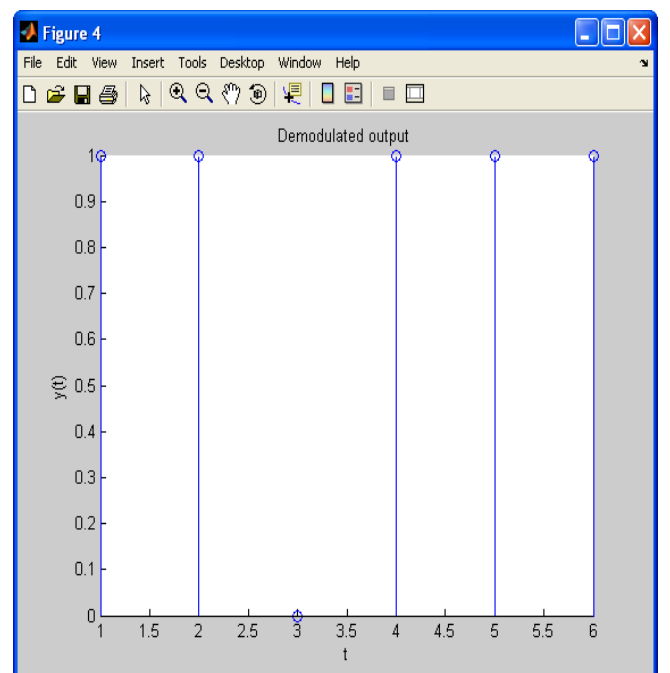 Figure 4
File Edit View Insert Tools Desktop Window Help
Demodulated output
1
0.9
0.8
0.7
0.6
0.5
0.4
0.3
0.2
0.1
0
y(t)
1 1.5 2 2.5 3 3.5 4 4.5 5 5.5 6
t